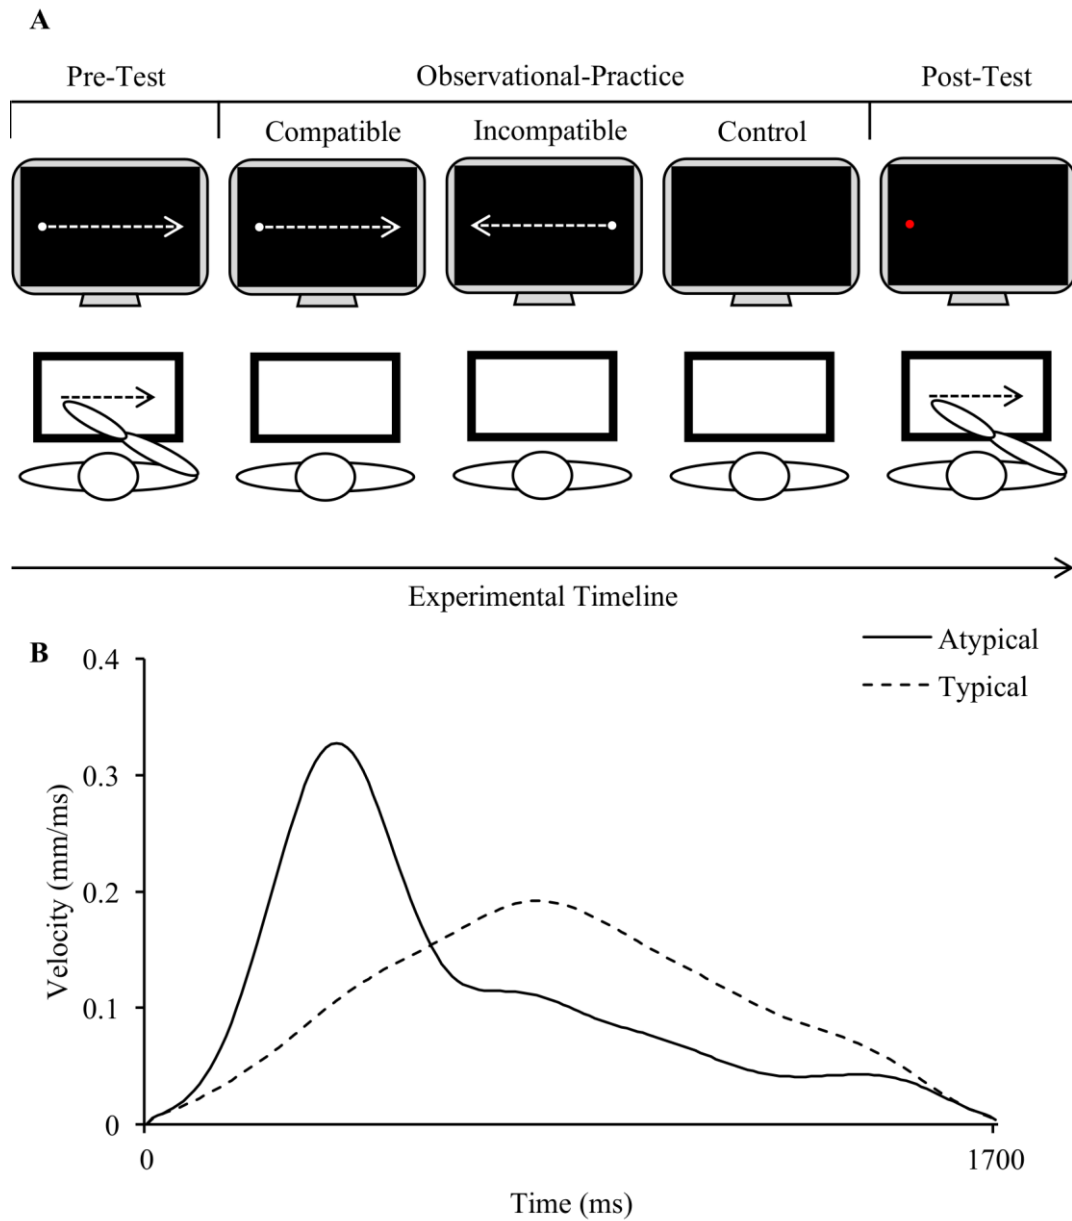 A
Pre-Test
Observational-Practice
Post-Test
Compatible
Incompatible
Control
Experimental Timeline
B
Atypical
Typical
0.4
0.3
0.2
0.1
0
Velocity (mm/ms)
0
1700
Time (ms)